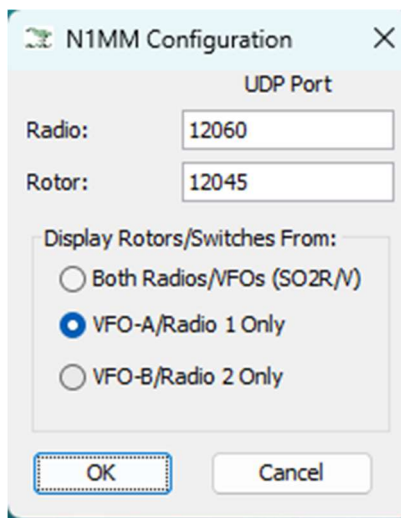 N1MM Configuration
UDP Port
Radio: 12060
Rotor: 12045
Display Rotors/Switches From:
Both Radios/VFOs (SO2R/V)
VFO-A/Radio 1 Only
VFO-B/Radio 2 Only
OK Cancel